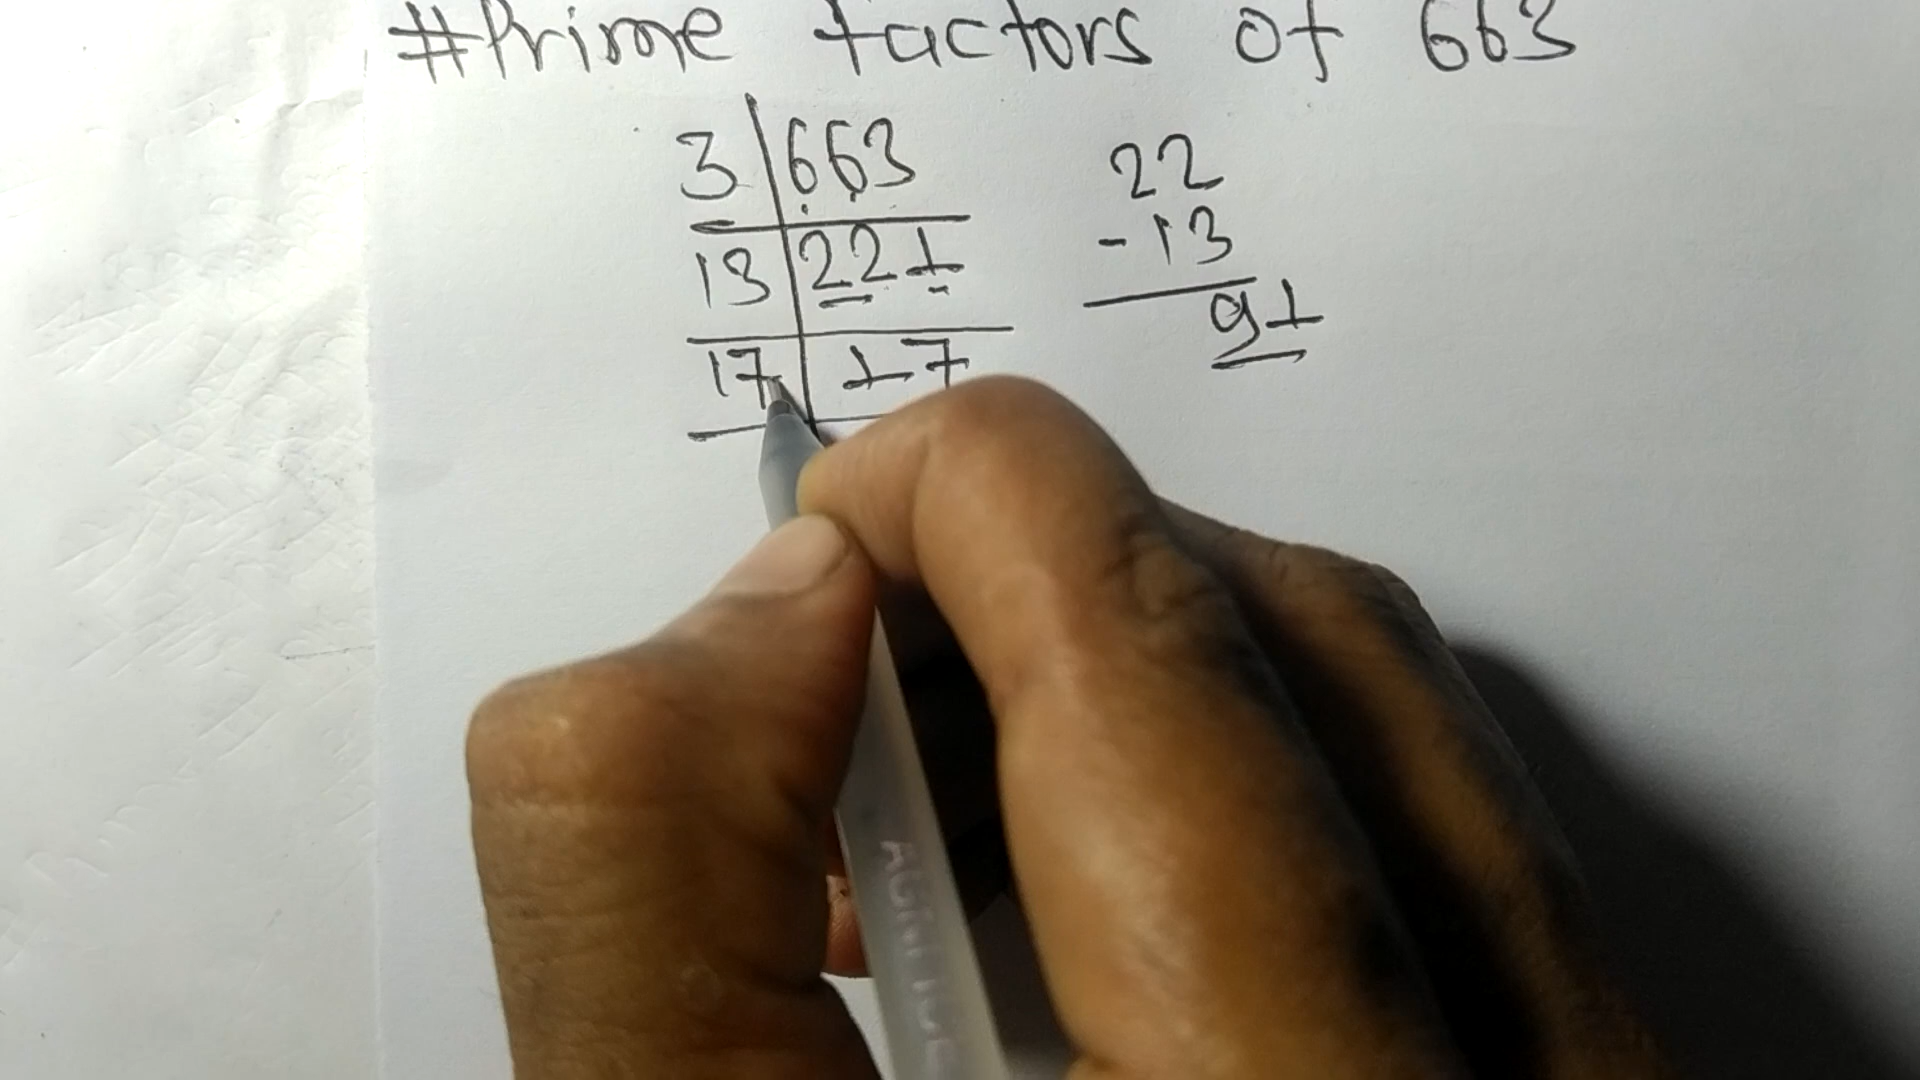 #Prime factors of 663
3 | 663
13 | 221
17 | 17
22
-13
91